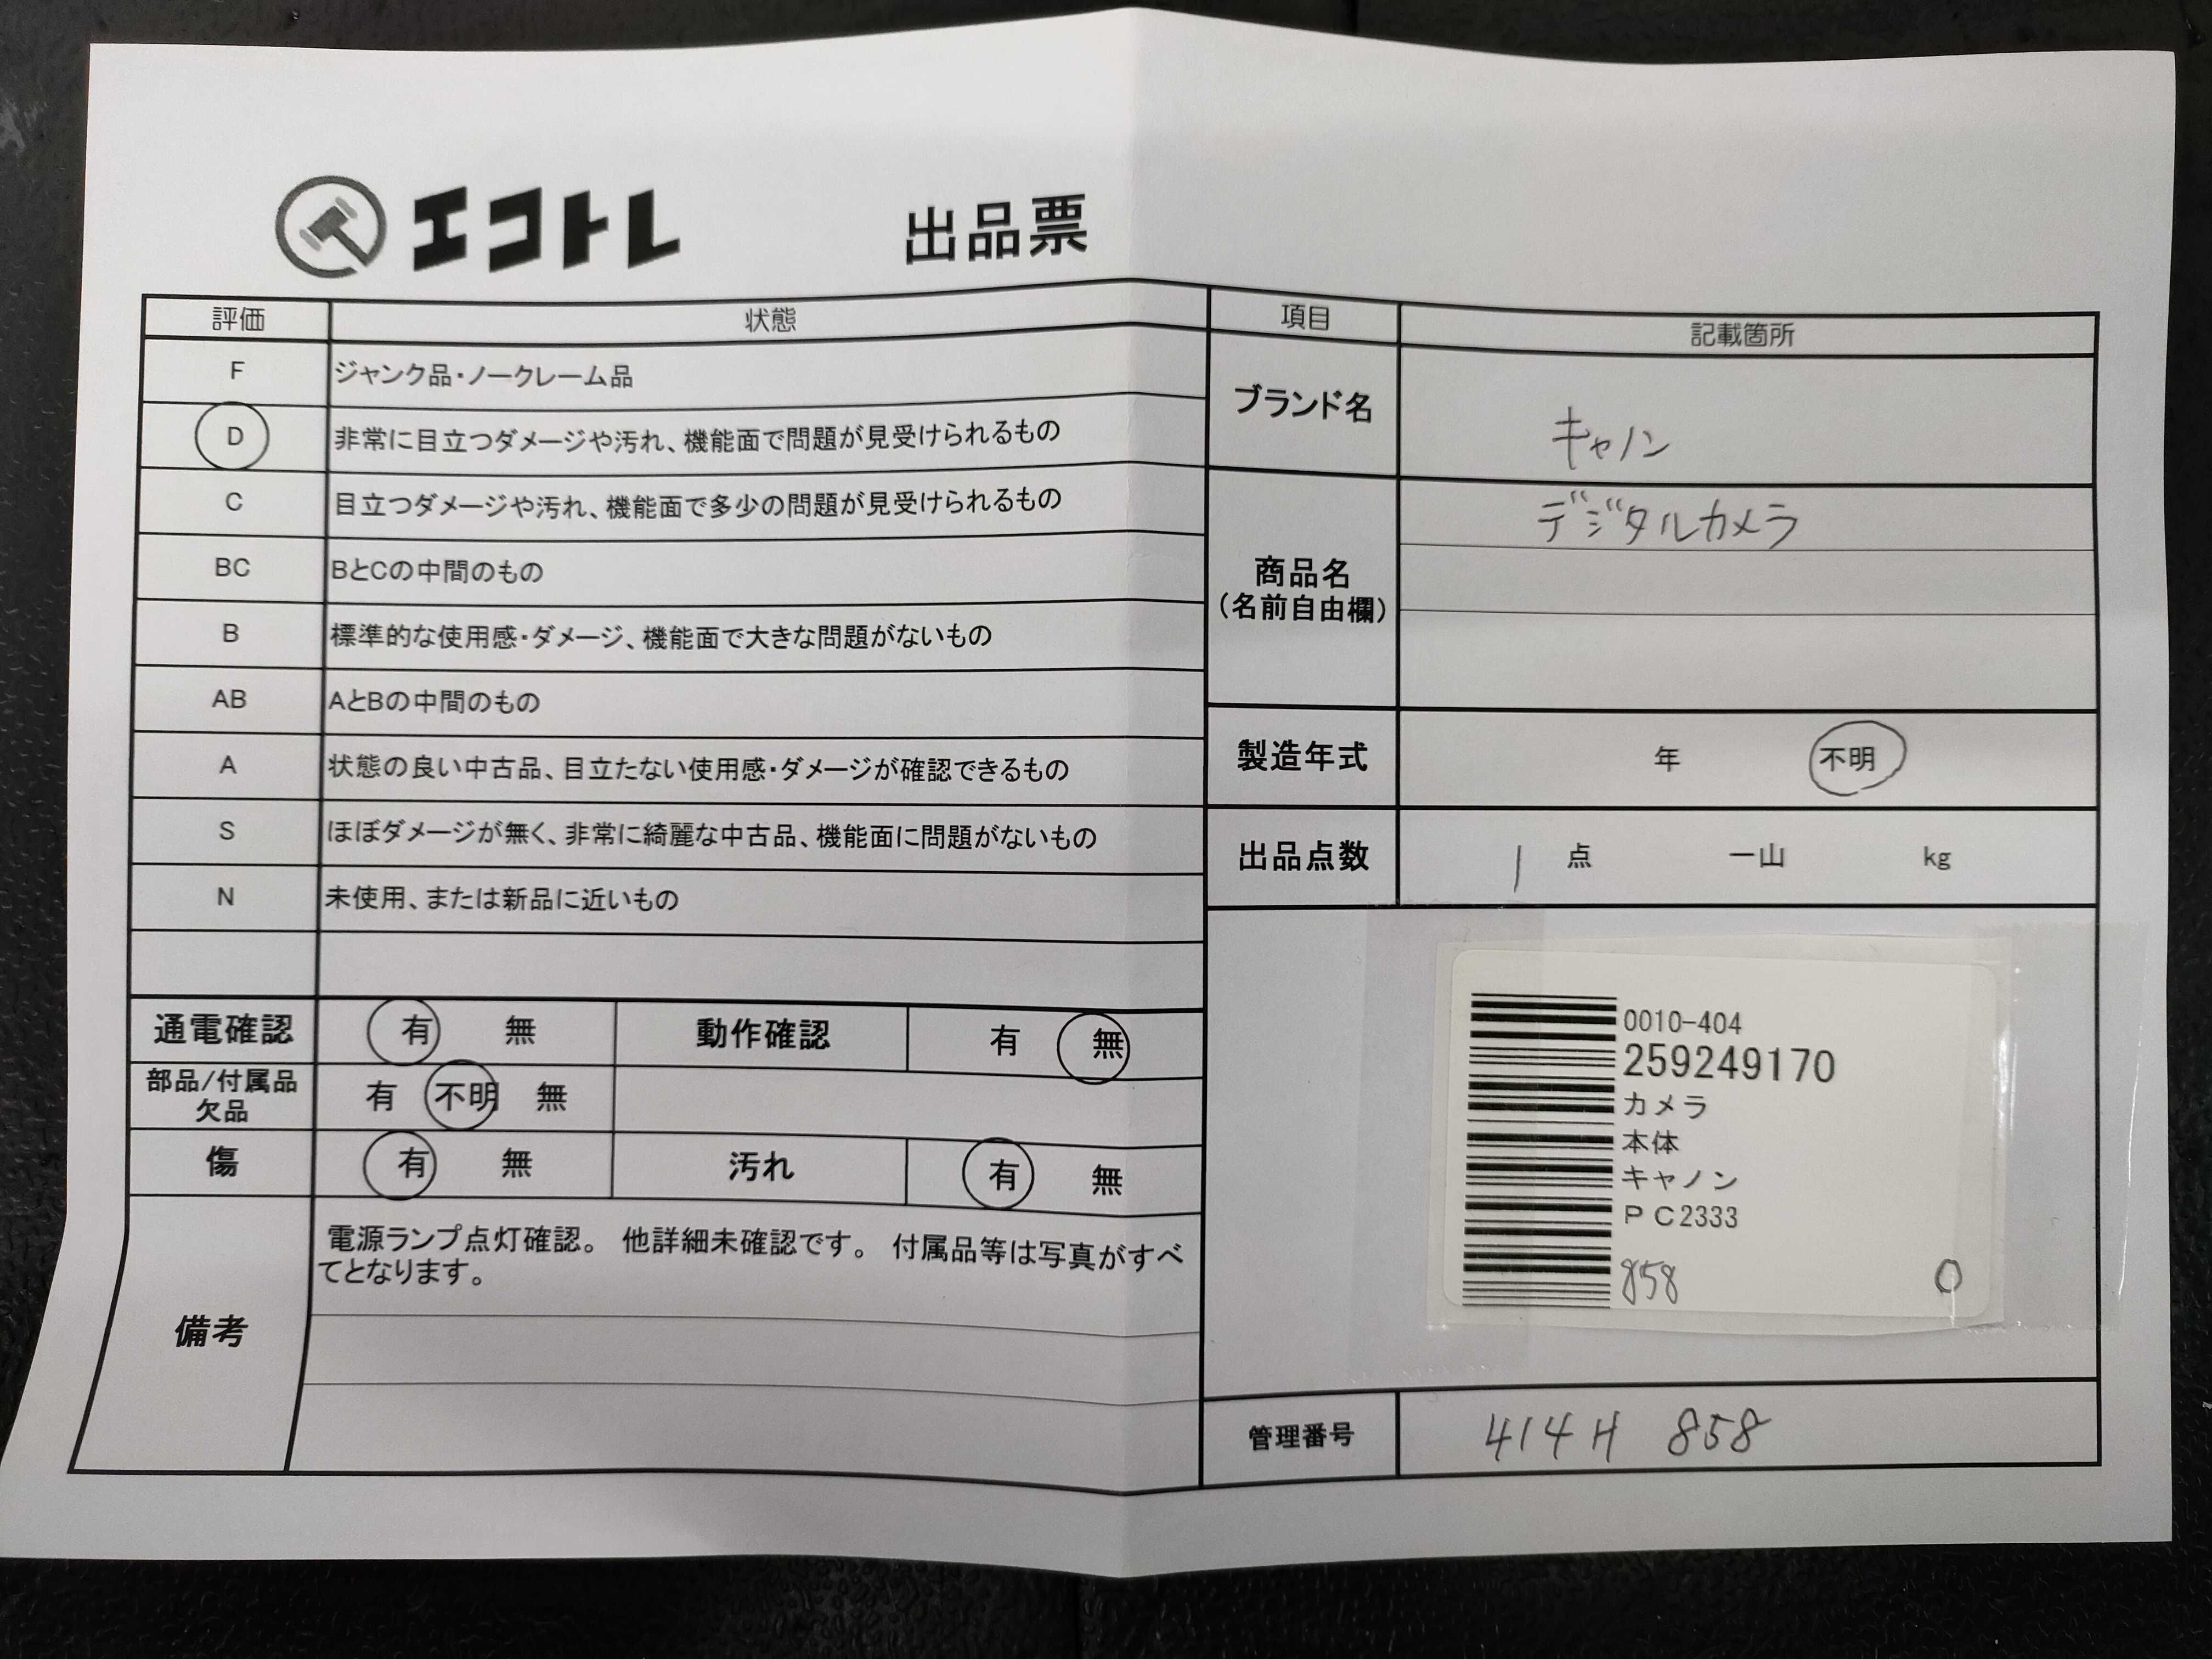 エコトレ
出品票
評価 状態
F ジャンク品・ノークレーム品
D 非常に目立つダメージや汚れ、機能面で問題が見受けられるもの
C 目立つダメージや汚れ、機能面で多少の問題が見受けられるもの
BC BとCの中間のもの
B 標準的な使用感・ダメージ、機能面で大きな問題がないもの
AB AとBの中間のもの
A 状態の良い中古品、目立たない使用感・ダメージが確認できるもの
S ほぼダメージが無く、非常に綺麗な中古品、機能面に問題がないもの
N 未使用、または新品に近いもの
通電確認 有 無 動作確認 有 無
部品/付属品
欠品 有 不明 無
傷 有 無 汚れ 有 無
備考
電源ランプ点灯確認。 他詳細未確認です。 付属品等は写真がすべ
てとなります。
項目 記載箇所
ブランド名 キャノン
商品名
(名前自由欄)
デジタルカメラ
製造年式 年 不明
出品点数 1 点 一山 kg
0010-404
259249170
カメラ
本体
キャノン
ＰＣ2333
858 0
管理番号 414H 858